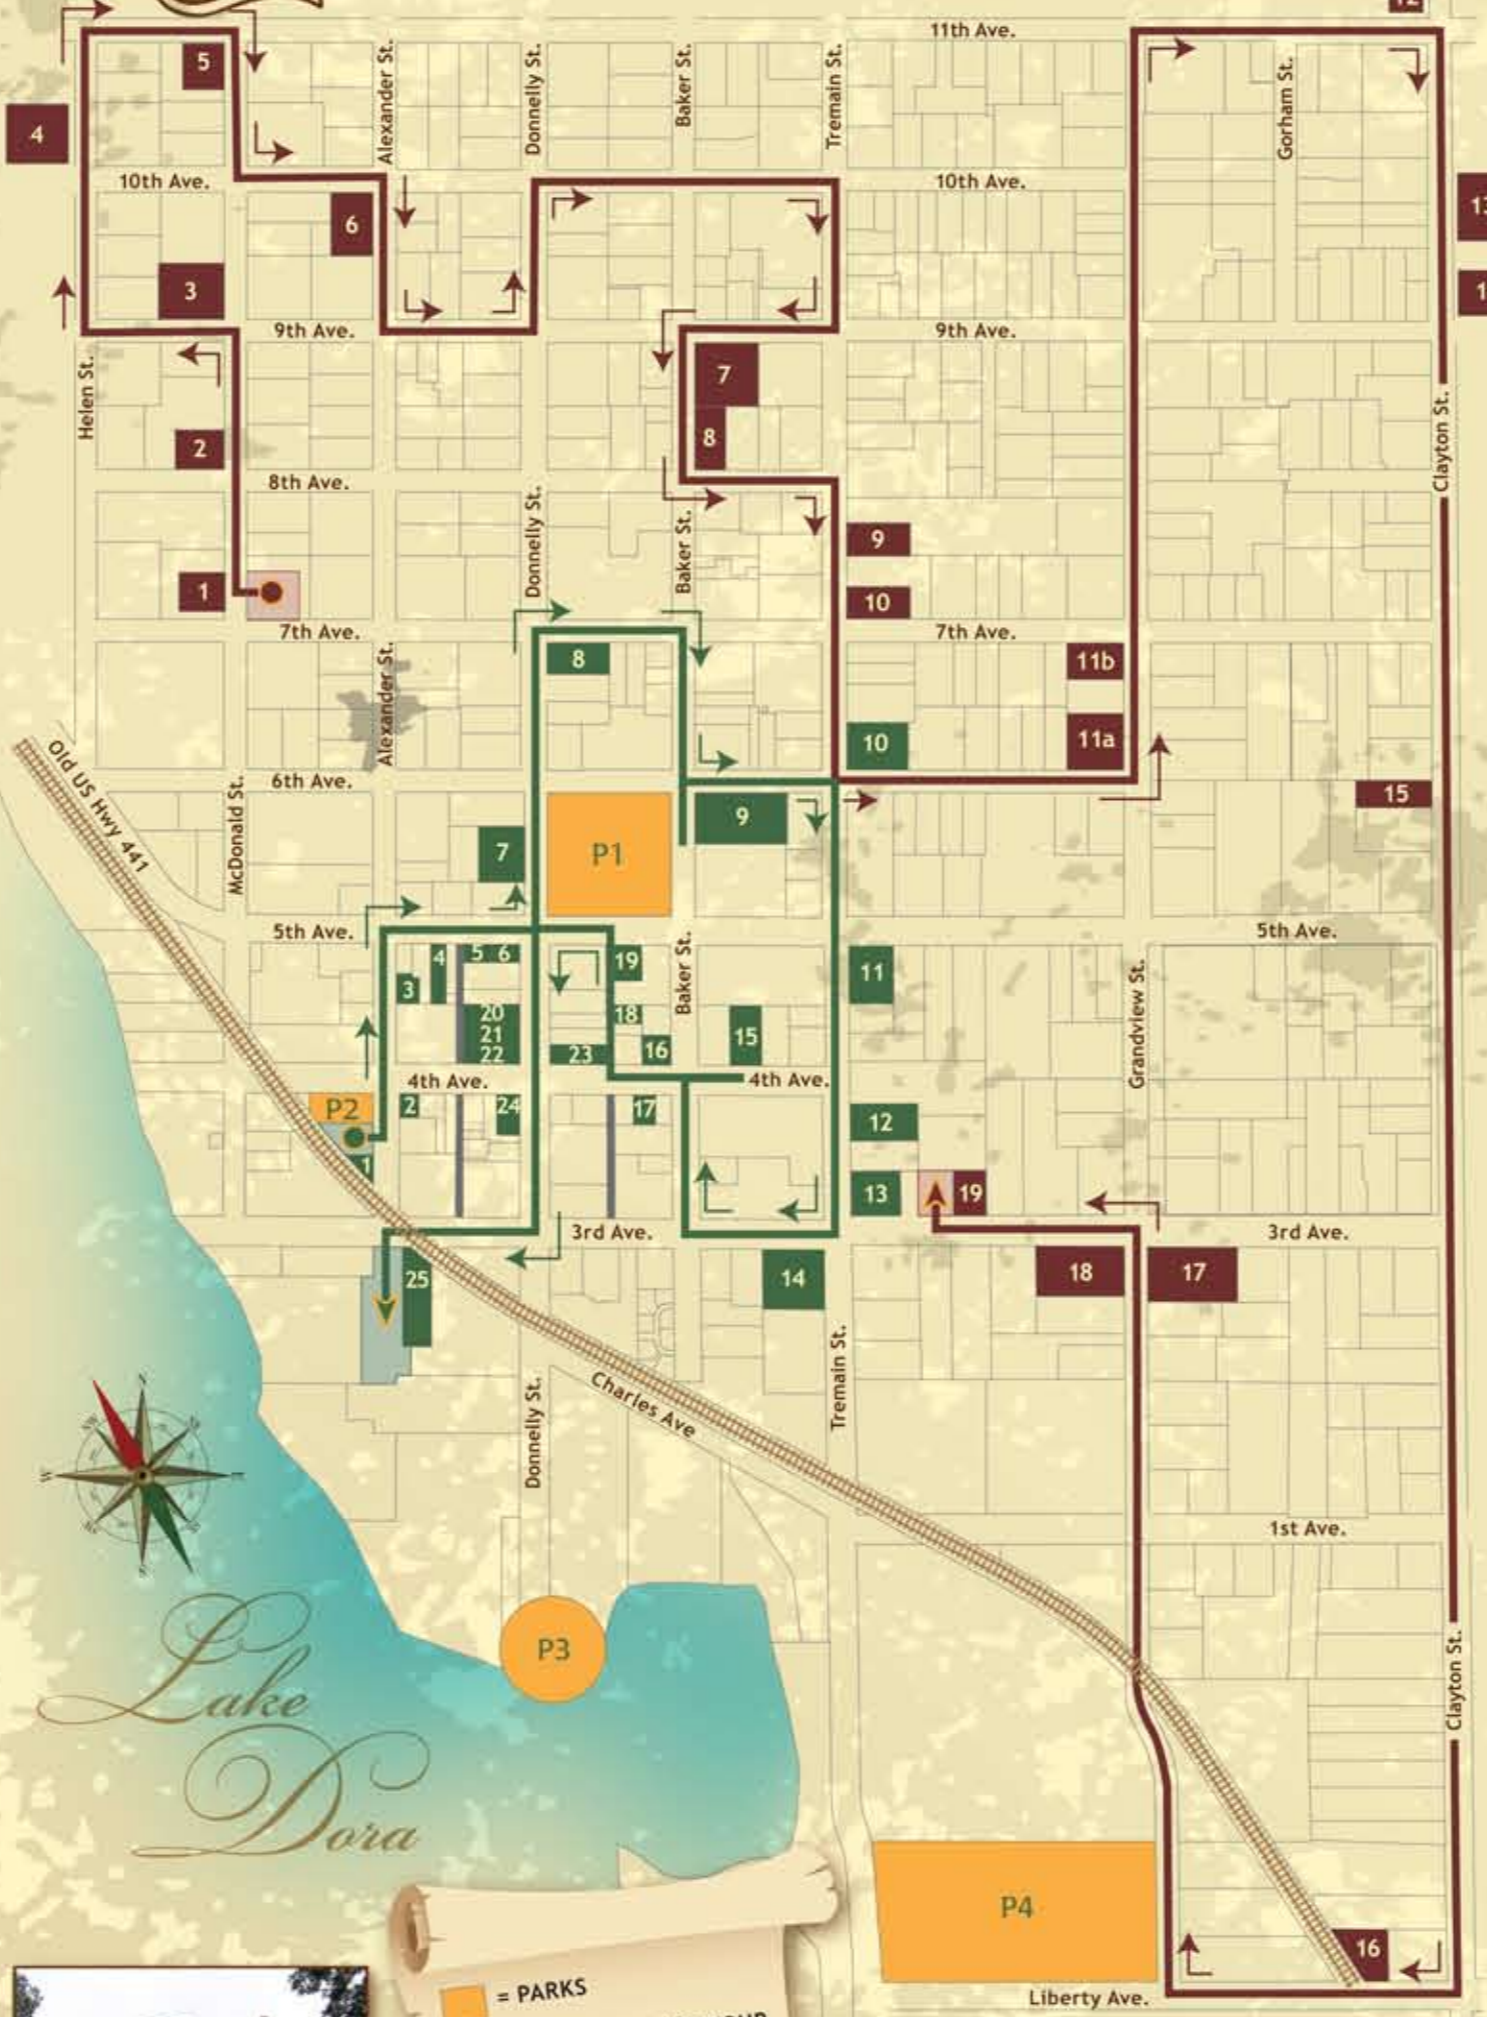 11th Ave.
5
4
Alexander St.
Donnelly St.
Baker St.
Tremain St.
Gorham St.
10th Ave.
10th Ave.
6
3
9th Ave.
9th Ave.
Helen St.
7
2
8
Clayton St.
8th Ave.
Donnelly St.
Baker St.
9
1
10
7th Ave.
7th Ave.
8
11b
Alexander St.
10
11a
6th Ave.
Old US Hwy 441
McDonald St.
15
9
7
P1
5th Ave.
5th Ave.
4
5 6
19
11
3
Baker St.
Grandview St.
20
18
21
15
22
23
16
4th Ave.
4th Ave.
P2
2
24
17
12
1
13
19
3rd Ave.
3rd Ave.
25
14
18
17
Tremain St.
Charles Ave
Donnelly St.
N
1st Ave.
Lake
Dora
P3
Clayton St.
P4
16
= PARKS
Liberty Ave.